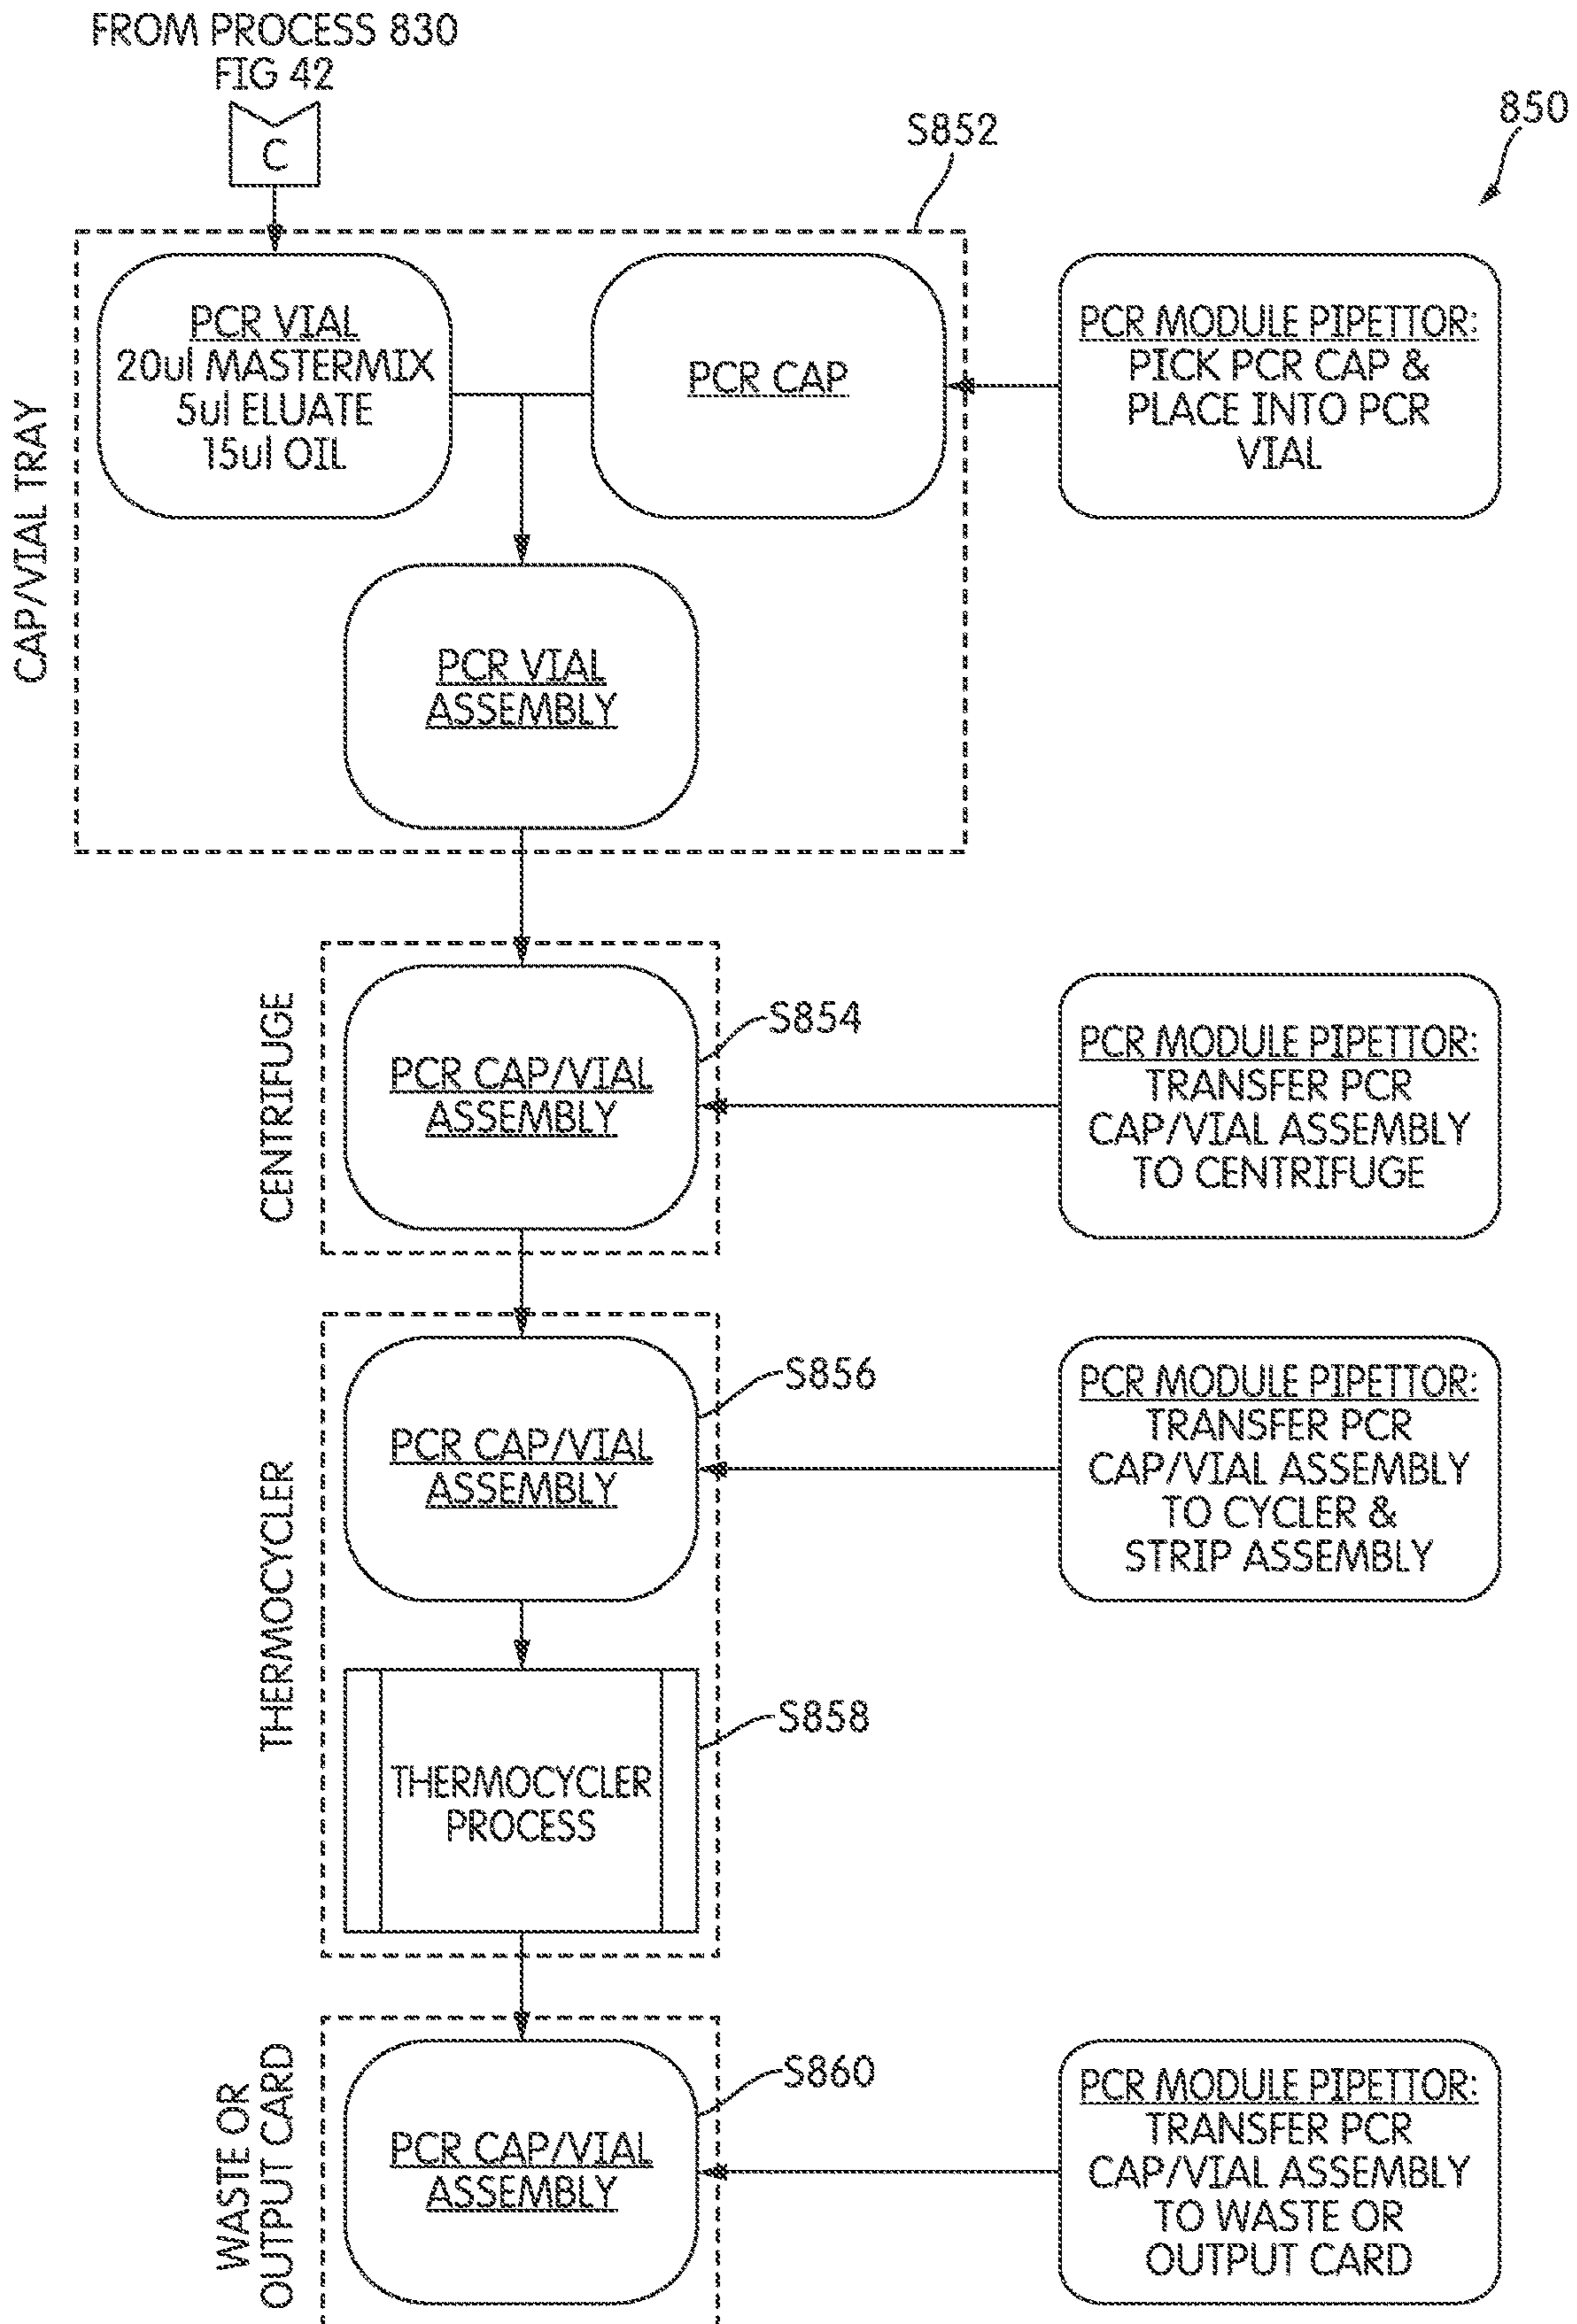 FROM PROCESS 830
FIG 42
C
850
S852
CAP/VIAL TRAY
PCR VIAL
20ul MASTERMIX
5ul ELUATE
15ul OIL
PCR CAP
PCR MODULE PIPETTOR:
PICK PCR CAP &
PLACE INTO PCR
VIAL
PCR VIAL
ASSEMBLY
CENTRIFUGE
PCR CAP/VIAL
ASSEMBLY
S854
PCR MODULE PIPETTOR:
TRANSFER PCR
CAP/VIAL ASSEMBLY
TO CENTRIFUGE
THERMOCYCLER
PCR CAP/VIAL
ASSEMBLY
S856
PCR MODULE PIPETTOR:
TRANSFER PCR
CAP/VIAL ASSEMBLY
TO CYCLER &
STRIP ASSEMBLY
THERMOCYCLER
PROCESS
S858
WASTE OR
OUTPUT CARD
PCR CAP/VIAL
ASSEMBLY
S860
PCR MODULE PIPETTOR:
TRANSFER PCR
CAP/VIAL ASSEMBLY
TO WASTE OR
OUTPUT CARD